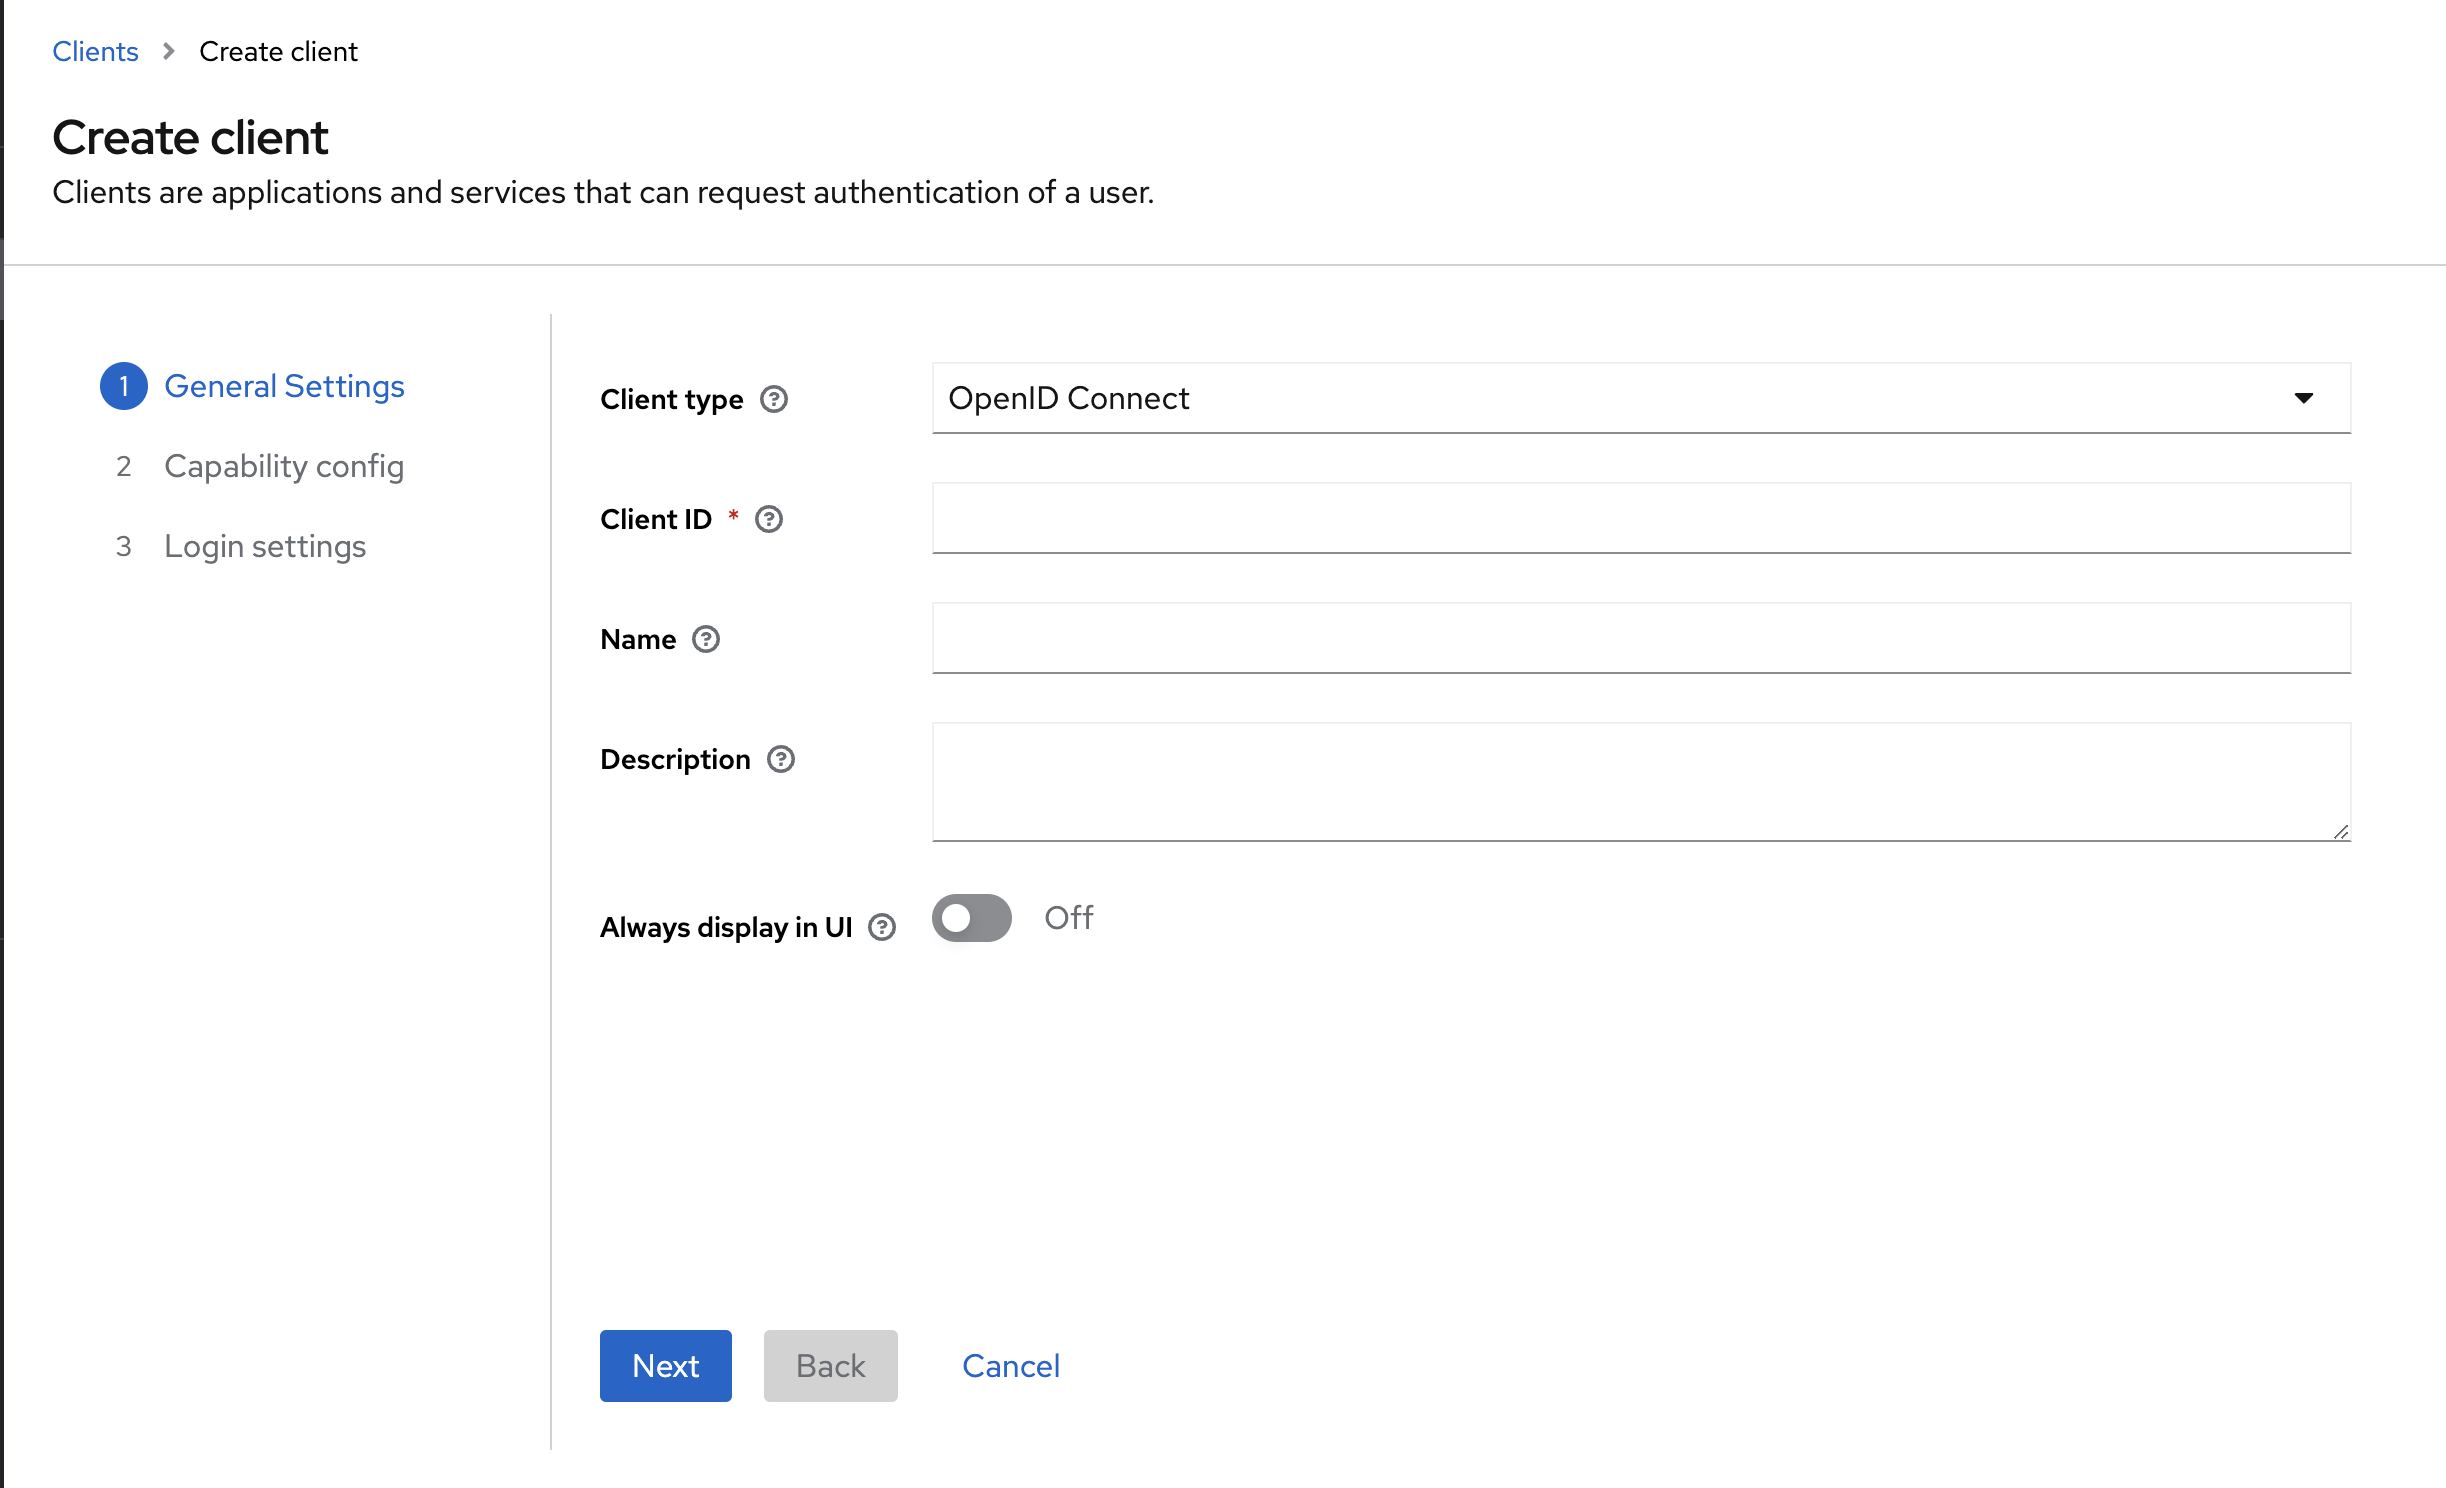 Clients > Create client
Create client
Clients are applications and services that can request authentication of a user.
1 General Settings
2 Capability config
3 Login settings
Client type ? OpenID Connect
Client ID * ?
Name ?
Description ?
Always display in UI ? Off
Next Back Cancel